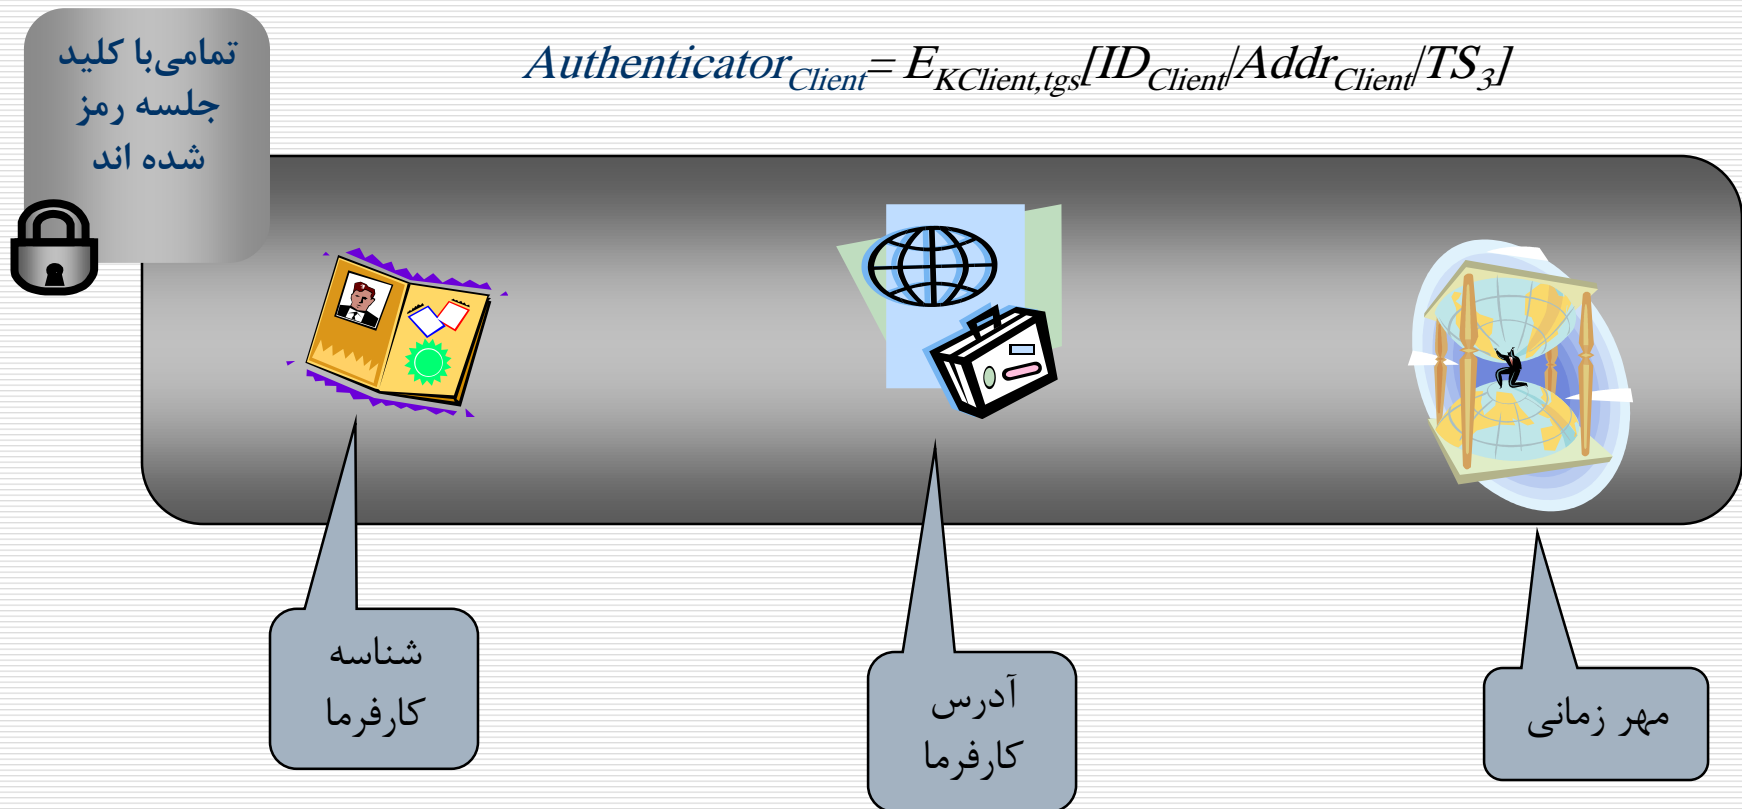 تمامی‌با کلید
جلسه رمز
شده اند
Authenticator_Client= E_KClient,tgs[ID_Client|Addr_Client|TS_3]
شناسه
کارفرما
آدرس
کارفرما
مهر زمانی